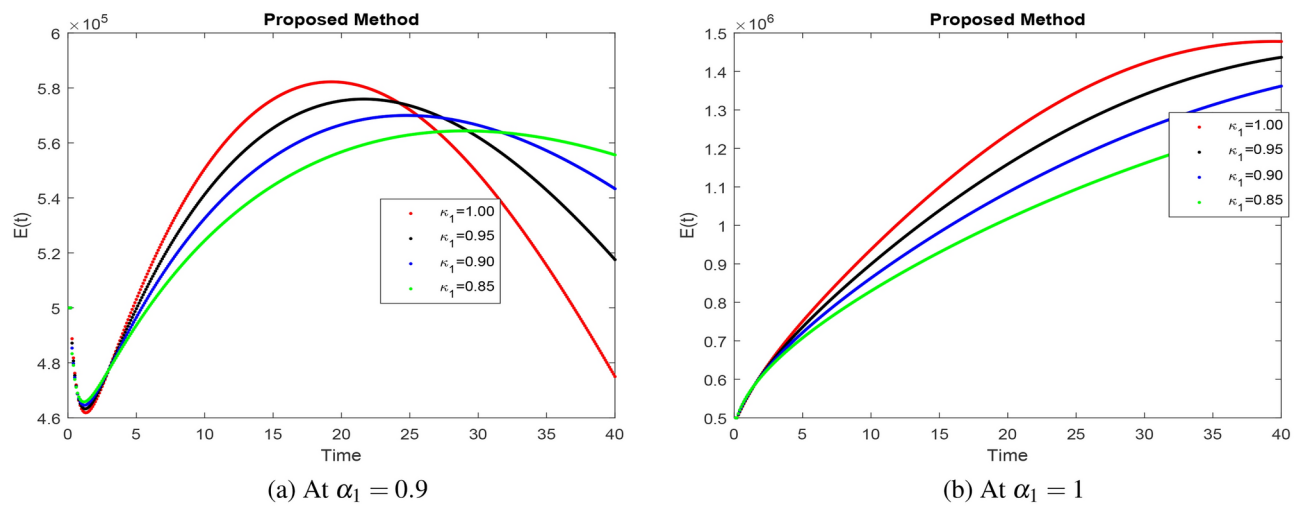 Proposed Method
×10⁵
6
5.8
5.6
5.4
5.2
5
4.8
4.6
E(t)
0 5 10 15 20 25 30 35 40
Time
κ₁=1.00
κ₁=0.95
κ₁=0.90
κ₁=0.85
(a) At α₁ = 0.9
Proposed Method
×10⁶
1.5
1.4
1.3
1.2
1.1
1
0.9
0.8
0.7
0.6
0.5
E(t)
0 5 10 15 20 25 30 35 40
Time
κ₁=1.00
κ₁=0.95
κ₁=0.90
κ₁=0.85
(b) At α₁ = 1